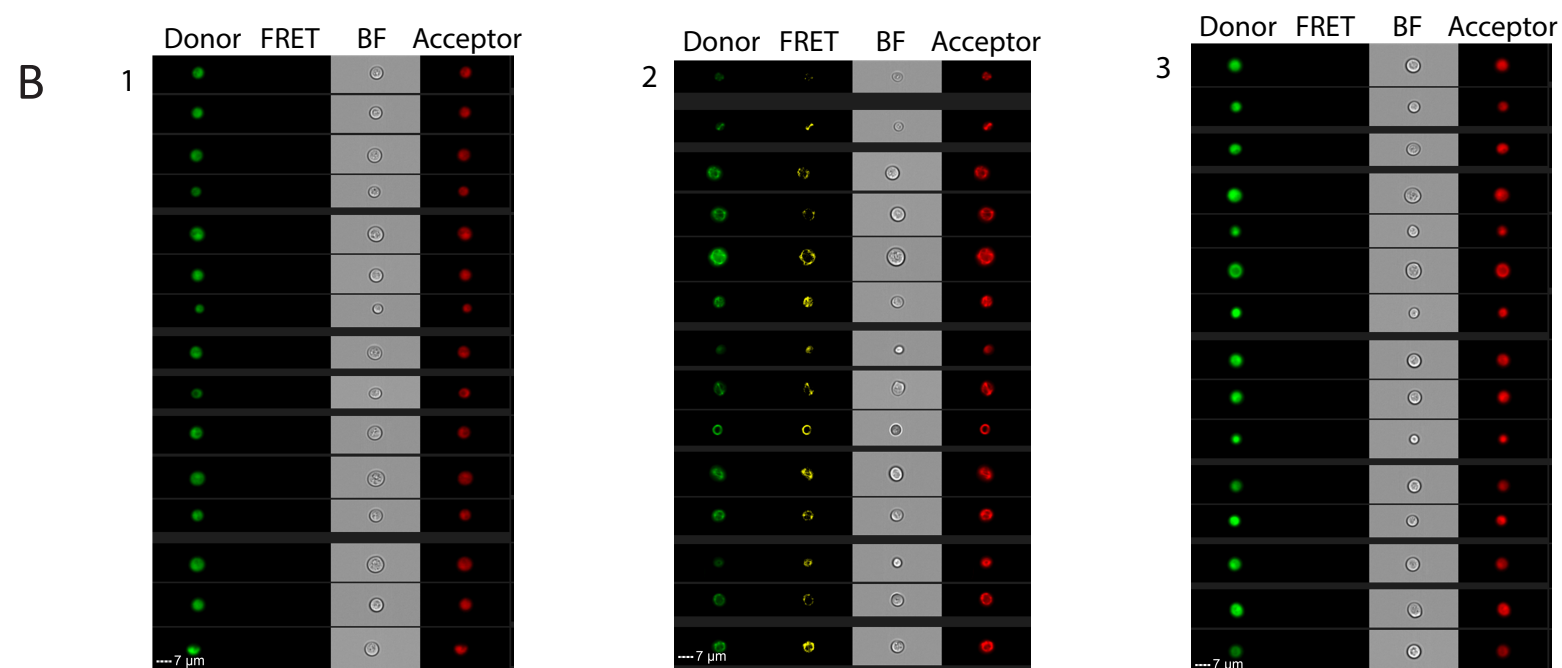 B
1
Donor FRET BF Acceptor
7 µm
2
Donor FRET BF Acceptor
7 µm
3
Donor FRET BF Acceptor
7 µm